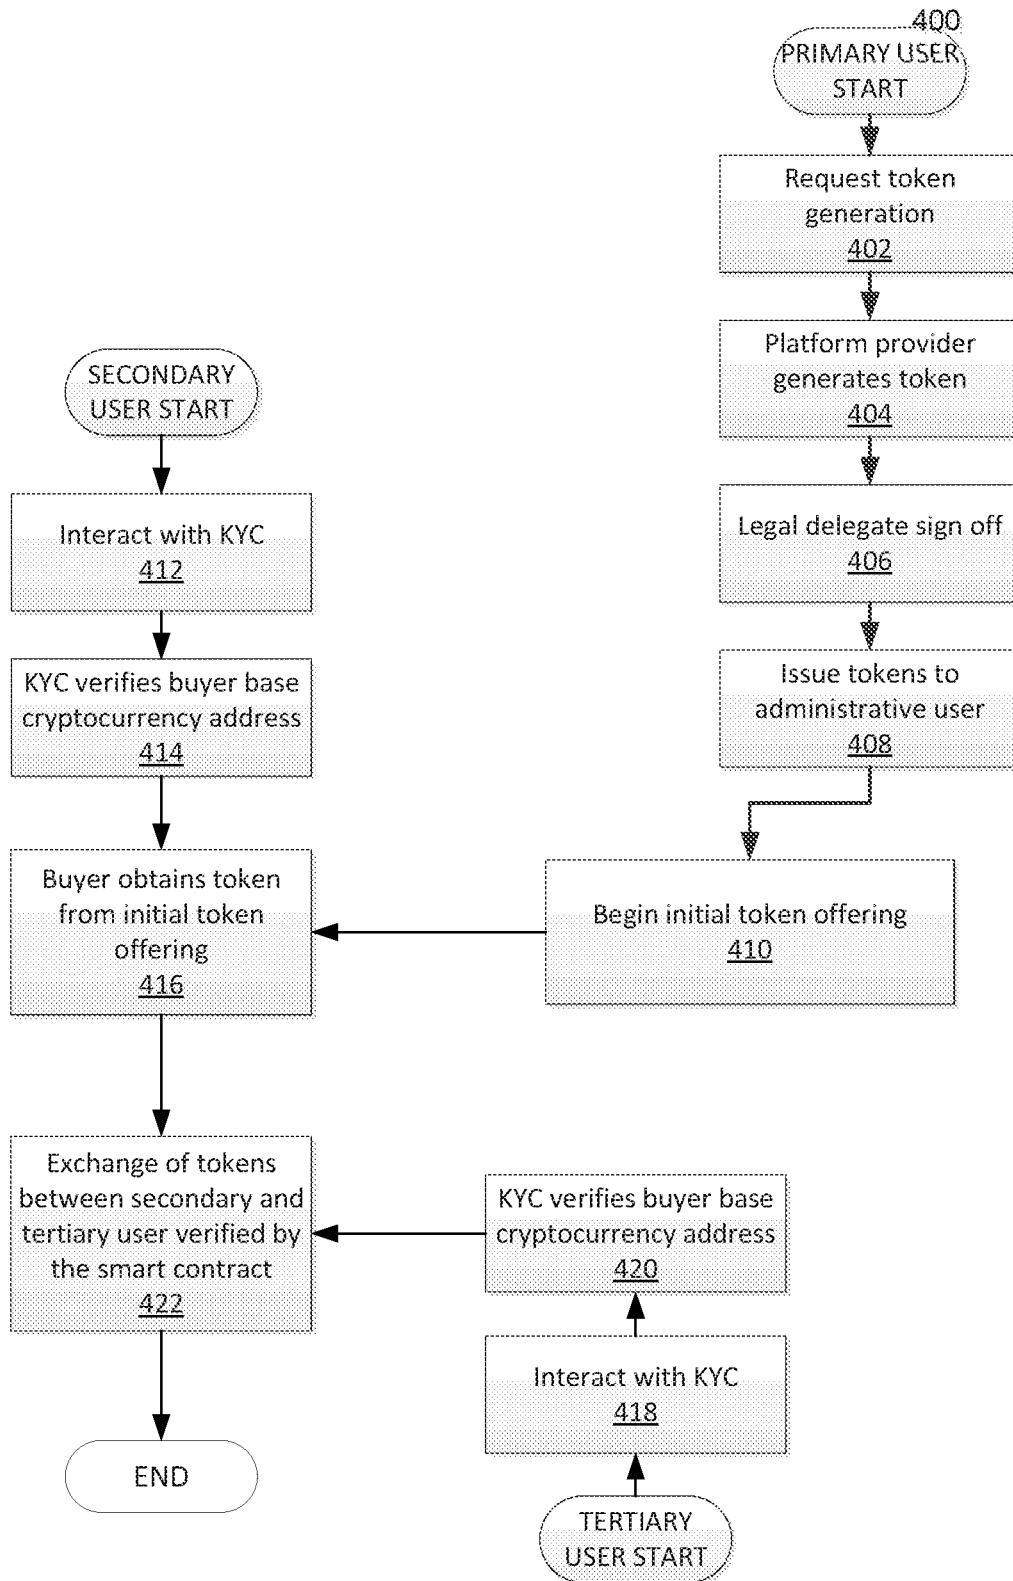 400
PRIMARY USER
START
Request token
generation
402
Platform provider
generates token
404
Legal delegate sign off
406
Issue tokens to
administrative user
408
Begin initial token offering
410
SECONDARY
USER START
Interact with KYC
412
KYC verifies buyer base
cryptocurrency address
414
Buyer obtains token
from initial token
offering
416
Exchange of tokens
between secondary and
tertiary user verified by
the smart contract
422
END
KYC verifies buyer base
cryptocurrency address
420
Interact with KYC
418
TERTIARY
USER START